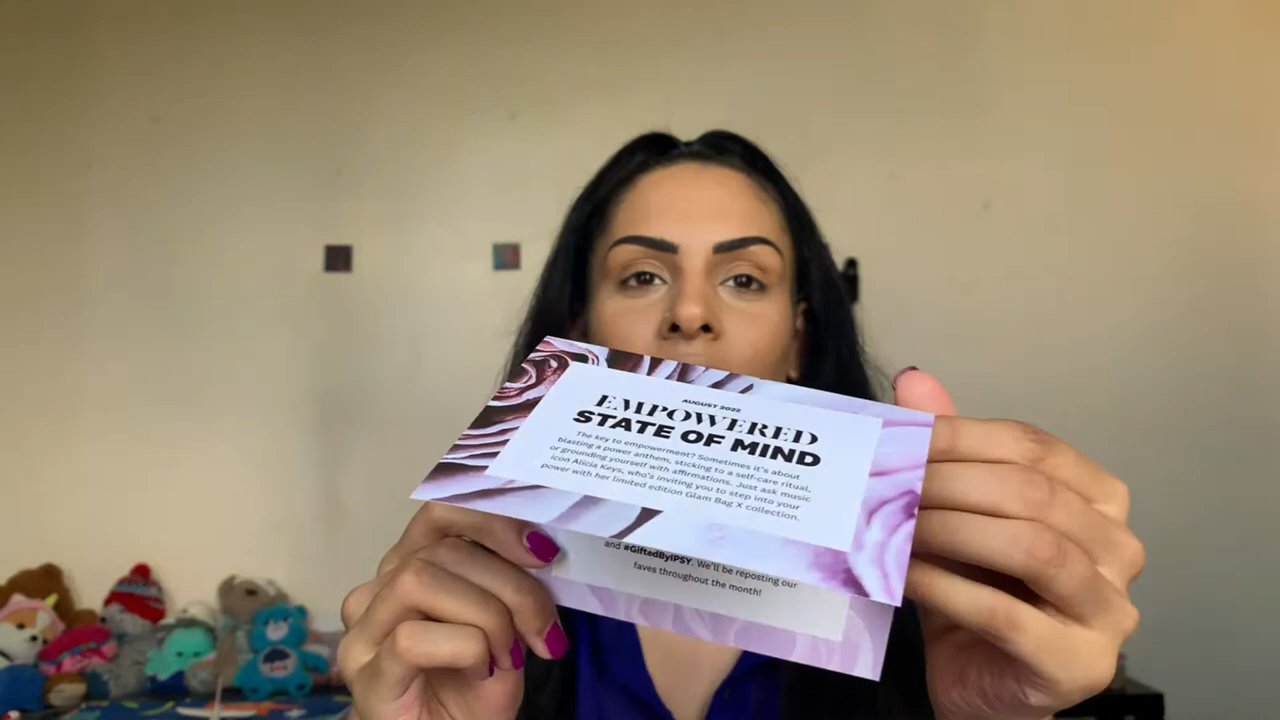 AUGUST 2022
EMPOWERED
STATE OF MIND
The key to empowerment? Sometimes it's about
blasting a power anthem, sticking to a self-care ritual,
or grounding yourself with affirmations. Just ask music
icon Alicia Keys, who's inviting you to step into your
power with her limited edition Glam Bag X collection.
and #GiftedByIPSY. We'll be reposting our
faves throughout the month!